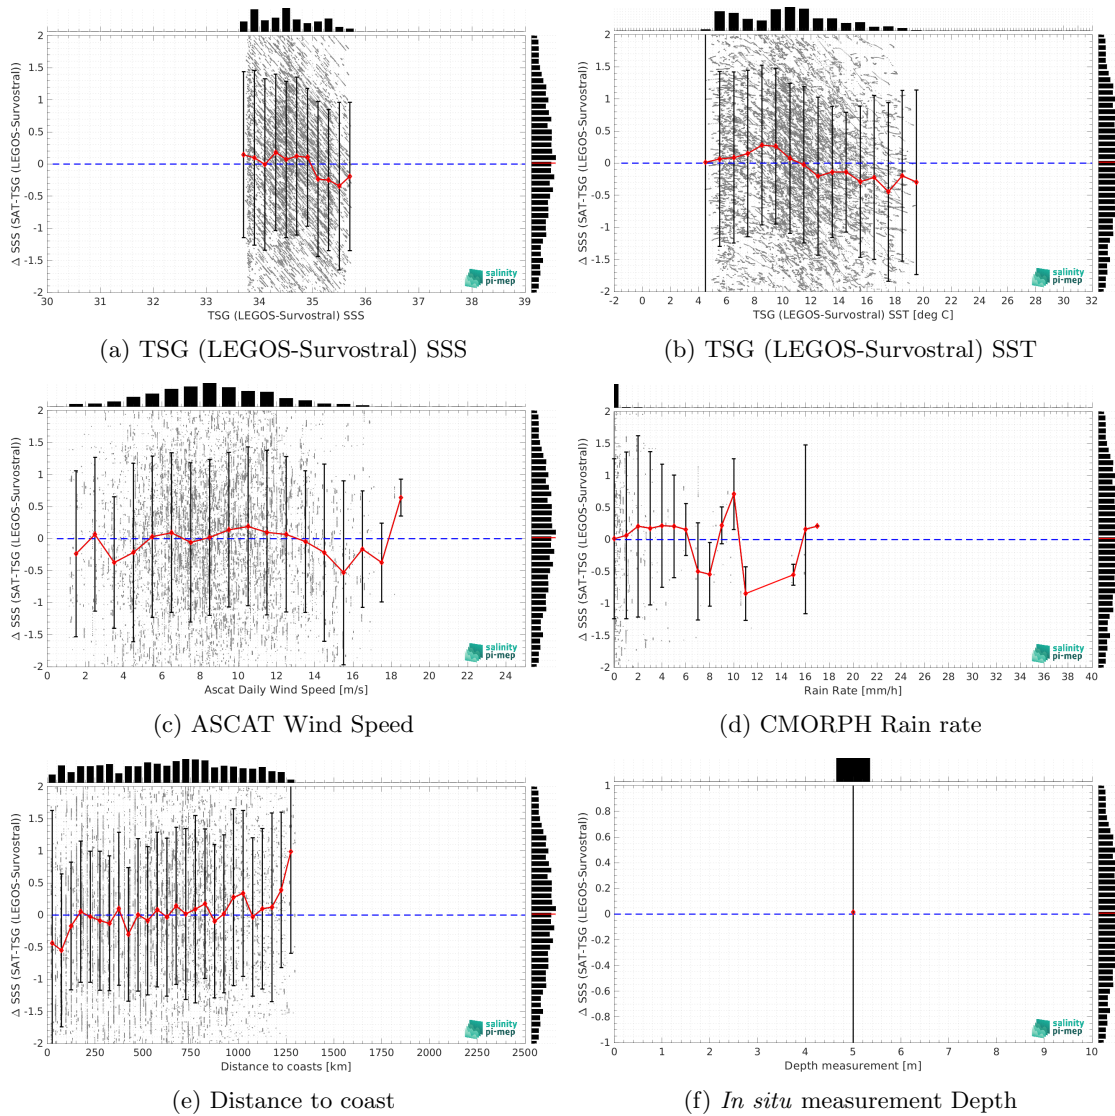 2
1.5
1
0.5
0
-0.5
-1
-1.5
-2
Δ SSS (SAT-TSG (LEGOS-Survostral))
30 31 32 33 34 35 36 37 38 39
TSG (LEGOS-Survostral) SSS
salinity
pi-mep
(a) TSG (LEGOS-Survostral) SSS
2
1.5
1
0.5
0
-0.5
-1
-1.5
-2
Δ SSS (SAT-TSG (LEGOS-Survostral))
-2 0 2 4 6 8 10 12 14 16 18 20 22 24 26 28 30 32
TSG (LEGOS-Survostral) SST [deg C]
salinity
pi-mep
(b) TSG (LEGOS-Survostral) SST
2
1.5
1
0.5
0
-0.5
-1
-1.5
-2
Δ SSS (SAT-TSG (LEGOS-Survostral))
0 2 4 6 8 10 12 14 16 18 20 22 24
Ascat Daily Wind Speed [m/s]
salinity
pi-mep
(c) ASCAT Wind Speed
2
1.5
1
0.5
0
-0.5
-1
-1.5
-2
Δ SSS (SAT-TSG (LEGOS-Survostral))
0 2 4 6 8 10 12 14 16 18 20 22 24 26 28 30 32 34 36 38 40
Rain Rate [mm/h]
salinity
pi-mep
(d) CMORPH Rain rate
2
1.5
1
0.5
0
-0.5
-1
-1.5
-2
Δ SSS (SAT-TSG (LEGOS-Survostral))
0 250 500 750 1000 1250 1500 1750 2000 2250 2500
Distance to coasts [km]
salinity
pi-mep
(e) Distance to coast
1
0.8
0.6
0.4
0.2
0
-0.2
-0.4
-0.6
-0.8
-1
Δ SSS (SAT-TSG (LEGOS-Survostral))
0 1 2 3 4 5 6 7 8 9 10
Depth measurement [m]
salinity
pi-mep
(f) In situ measurement Depth